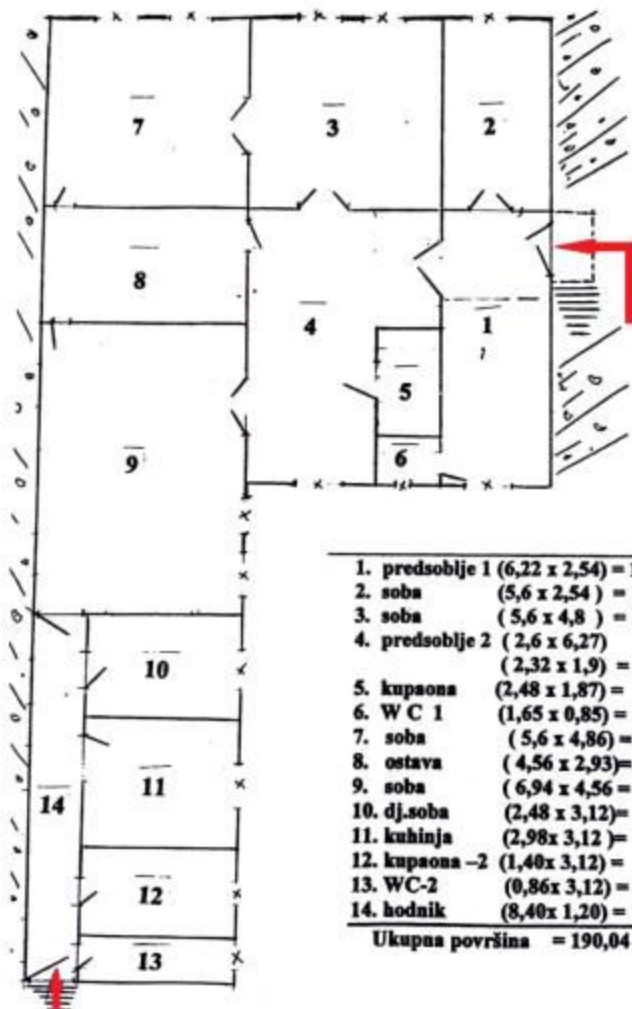 7
3
2
8
4
1
5
9
6
10
11
14
12
13
1. predsoblje 1 (6,22 x 2,54) =
2. soba (5,6 x 2,54 ) =
3. soba ( 5,6 x 4,8 ) =
4. predsoblje 2 ( 2,6 x 6,27)
( 2,32 x 1,9) =
5. kupaona (2,48 x 1,87) =
6. W C 1 (1,65 x 0,85) =
7. soba ( 5,6 x 4,86) =
8. ostava ( 4,56 x 2,93)=
9. soba ( 6,94 x 4,56 =
10. dj.soba (2,48 x 3,12)=
11. kuhinja (2,98x 3,12 )=
12. kupaona –2 (1,40x 3,12) =
13. WC-2 (0,86x 3,12) =
14. hodnik (8,40x 1,20) =
Ukupna površina = 190,04